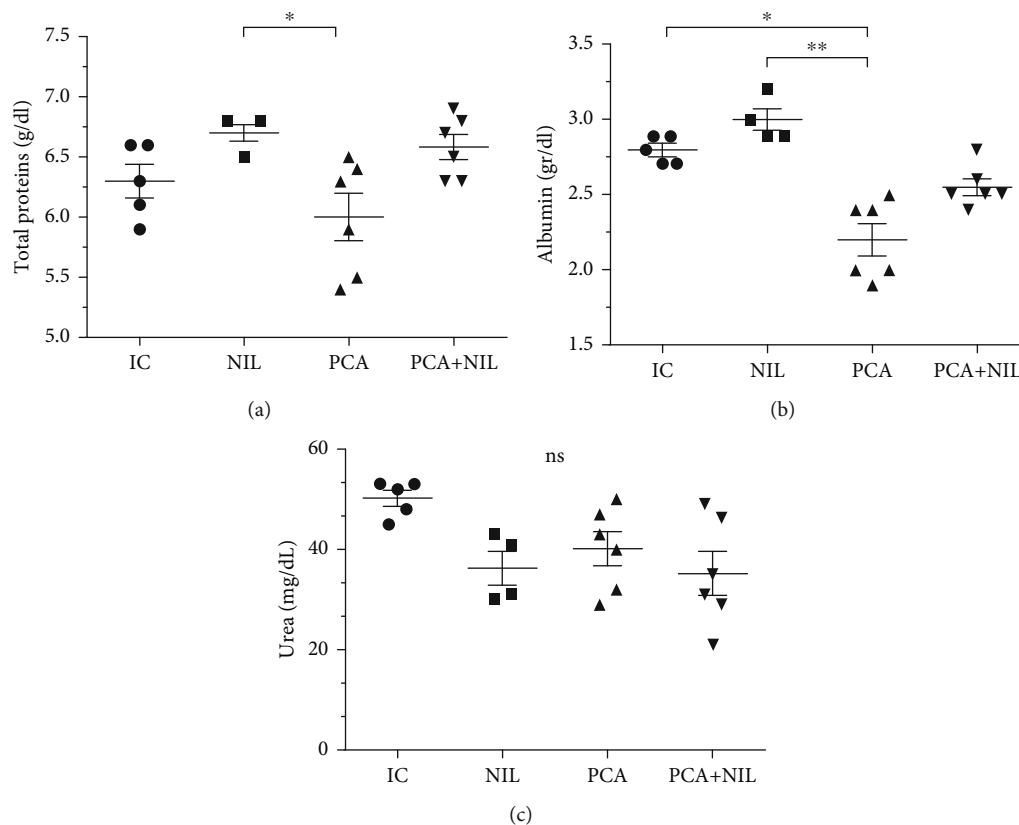 *
Total proteins (g/dl)
7.5
7.0
6.5
6.0
5.5
5.0
IC NIL PCA PCA+NIL
(a)
*
**
Albumin (gr/dl)
3.5
3.0
2.5
2.0
1.5
IC NIL PCA PCA+NIL
(b)
ns
Urea (mg/dL)
60
40
20
0
IC NIL PCA PCA+NIL
(c)